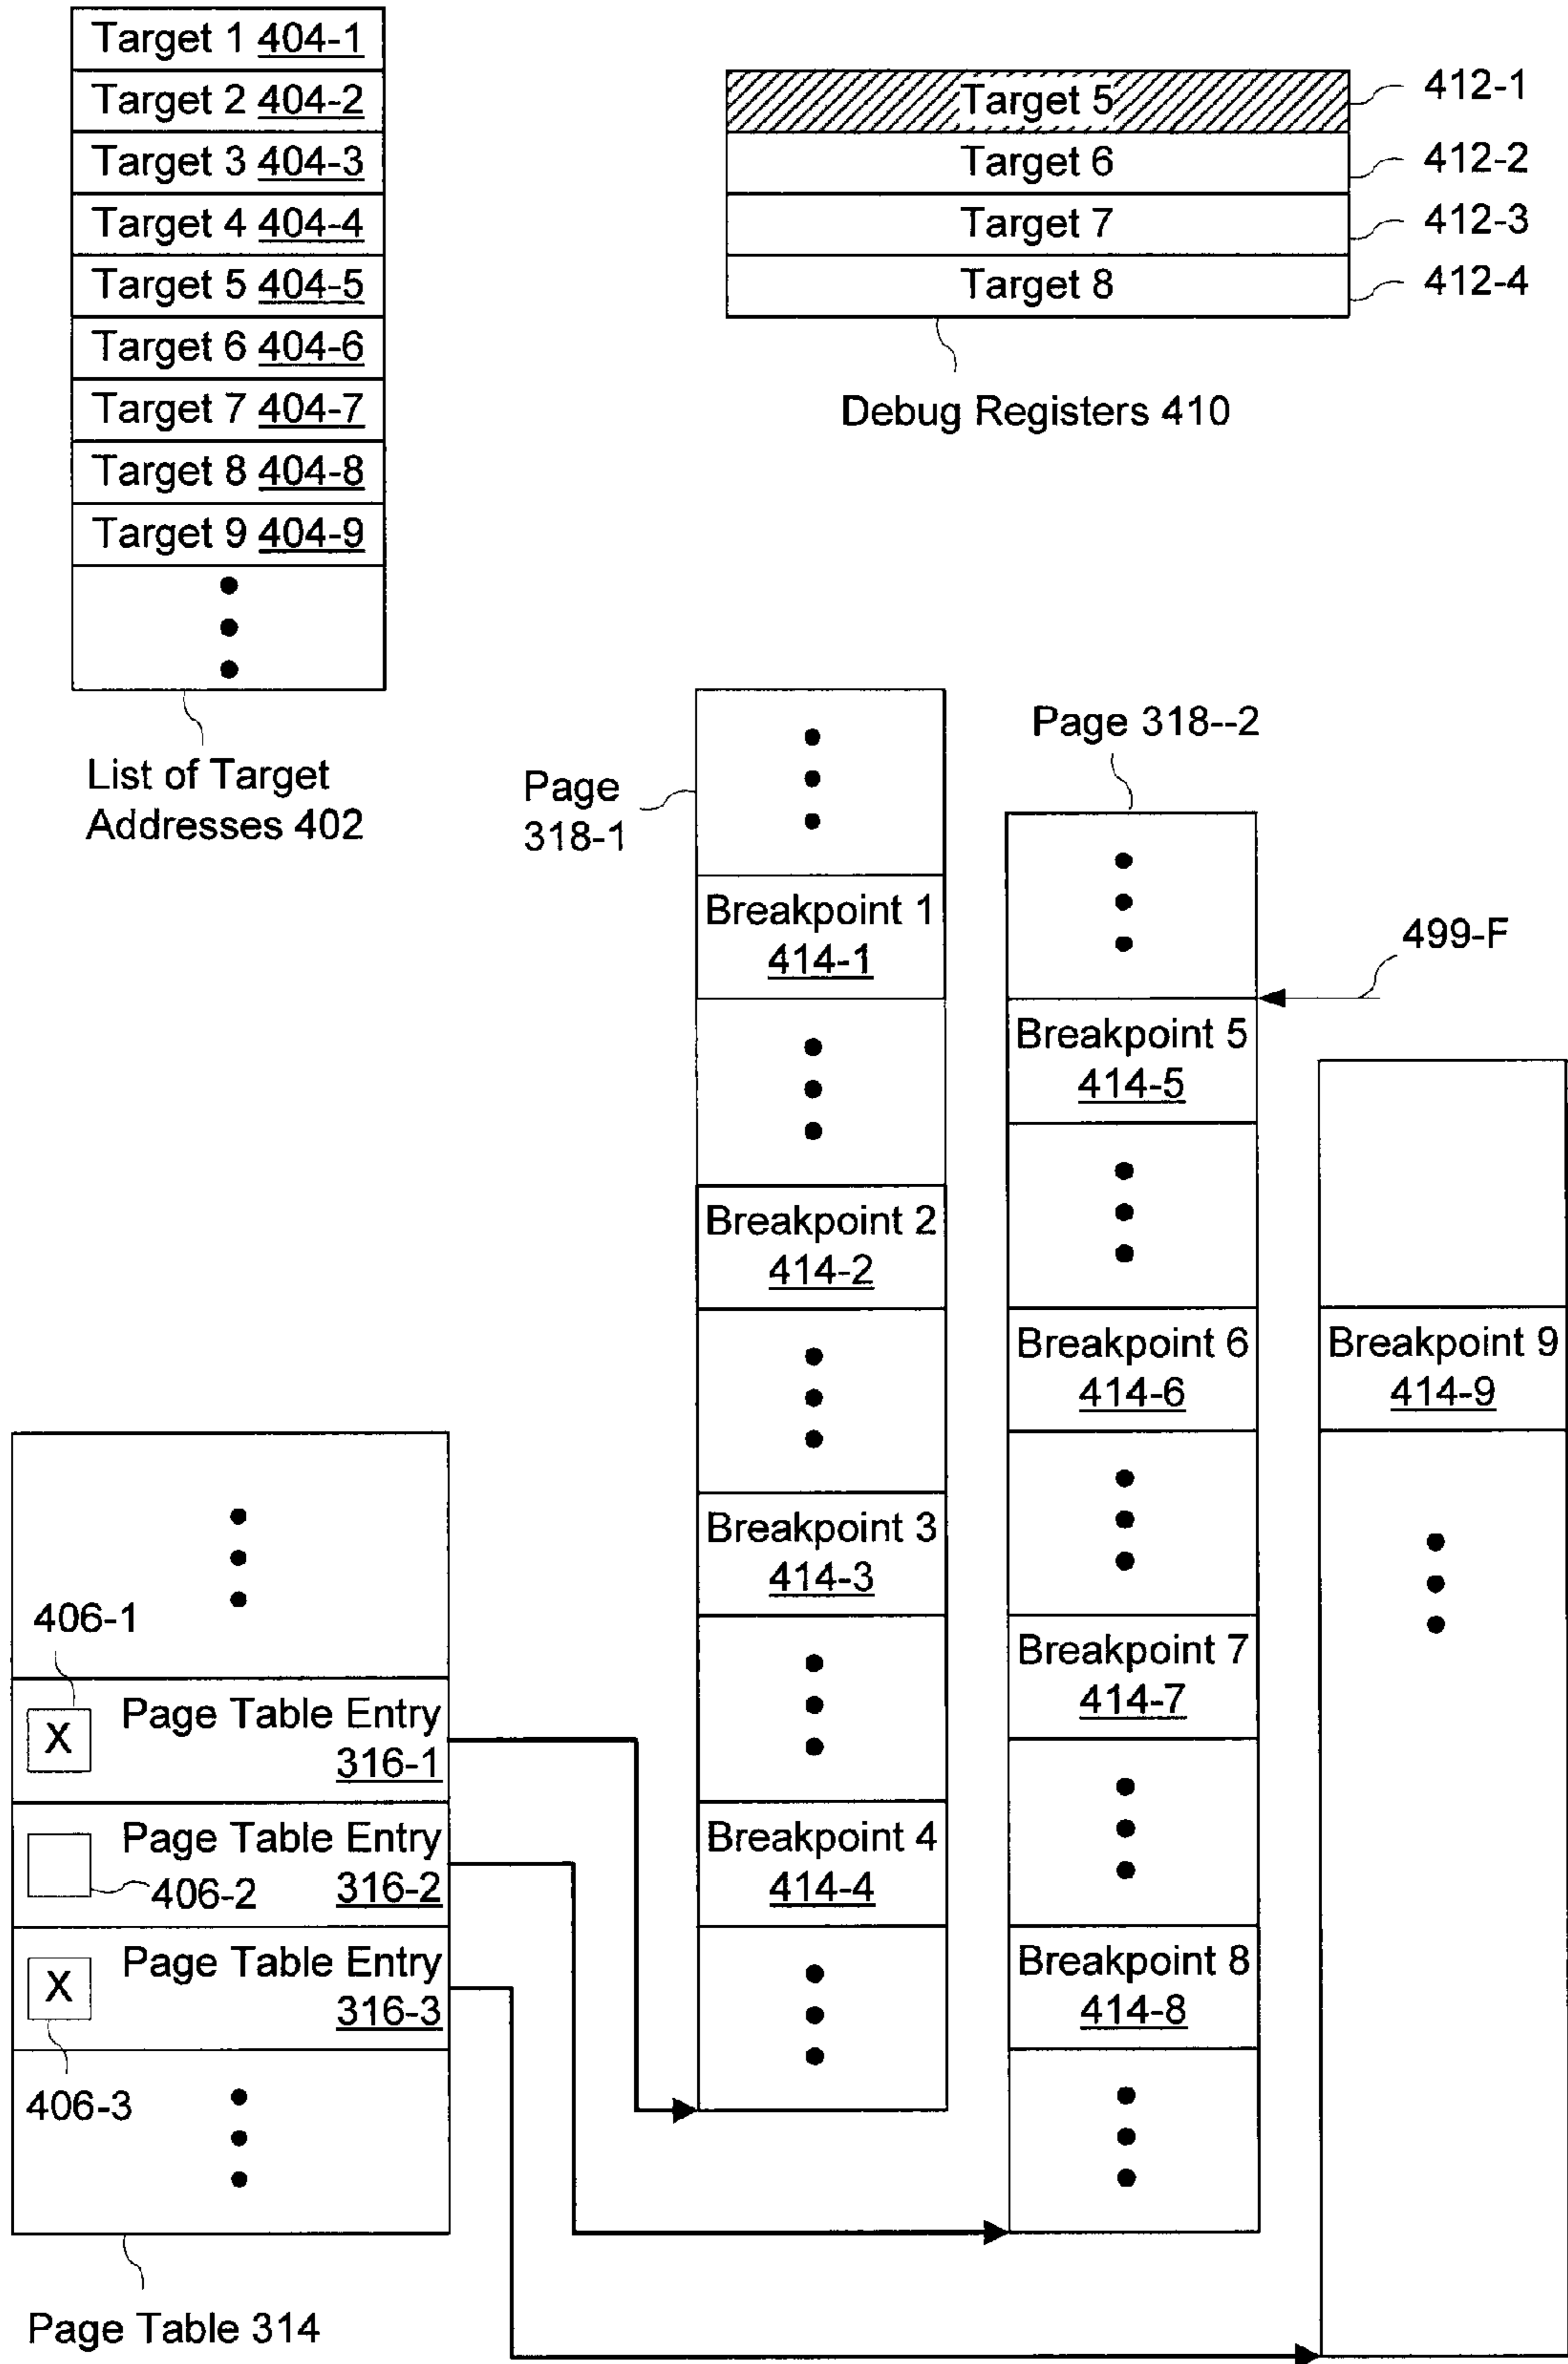 Target 1 404-1
Target 2 404-2
Target 3 404-3
Target 4 404-4
Target 5 404-5
Target 6 404-6
Target 7 404-7
Target 8 404-8
Target 9 404-9
List of Target
Addresses 402
Target 5
412-1
Target 6
412-2
Target 7
412-3
Target 8
412-4
Debug Registers 410
Page
318-1
Breakpoint 1
414-1
Breakpoint 2
414-2
Breakpoint 3
414-3
Breakpoint 4
414-4
Page 318--2
499-F
Breakpoint 5
414-5
Breakpoint 6
414-6
Breakpoint 7
414-7
Breakpoint 8
414-8
Breakpoint 9
414-9
406-1
X
Page Table Entry
316-1
Page Table Entry
406-2
316-2
X
Page Table Entry
316-3
406-3
Page Table 314